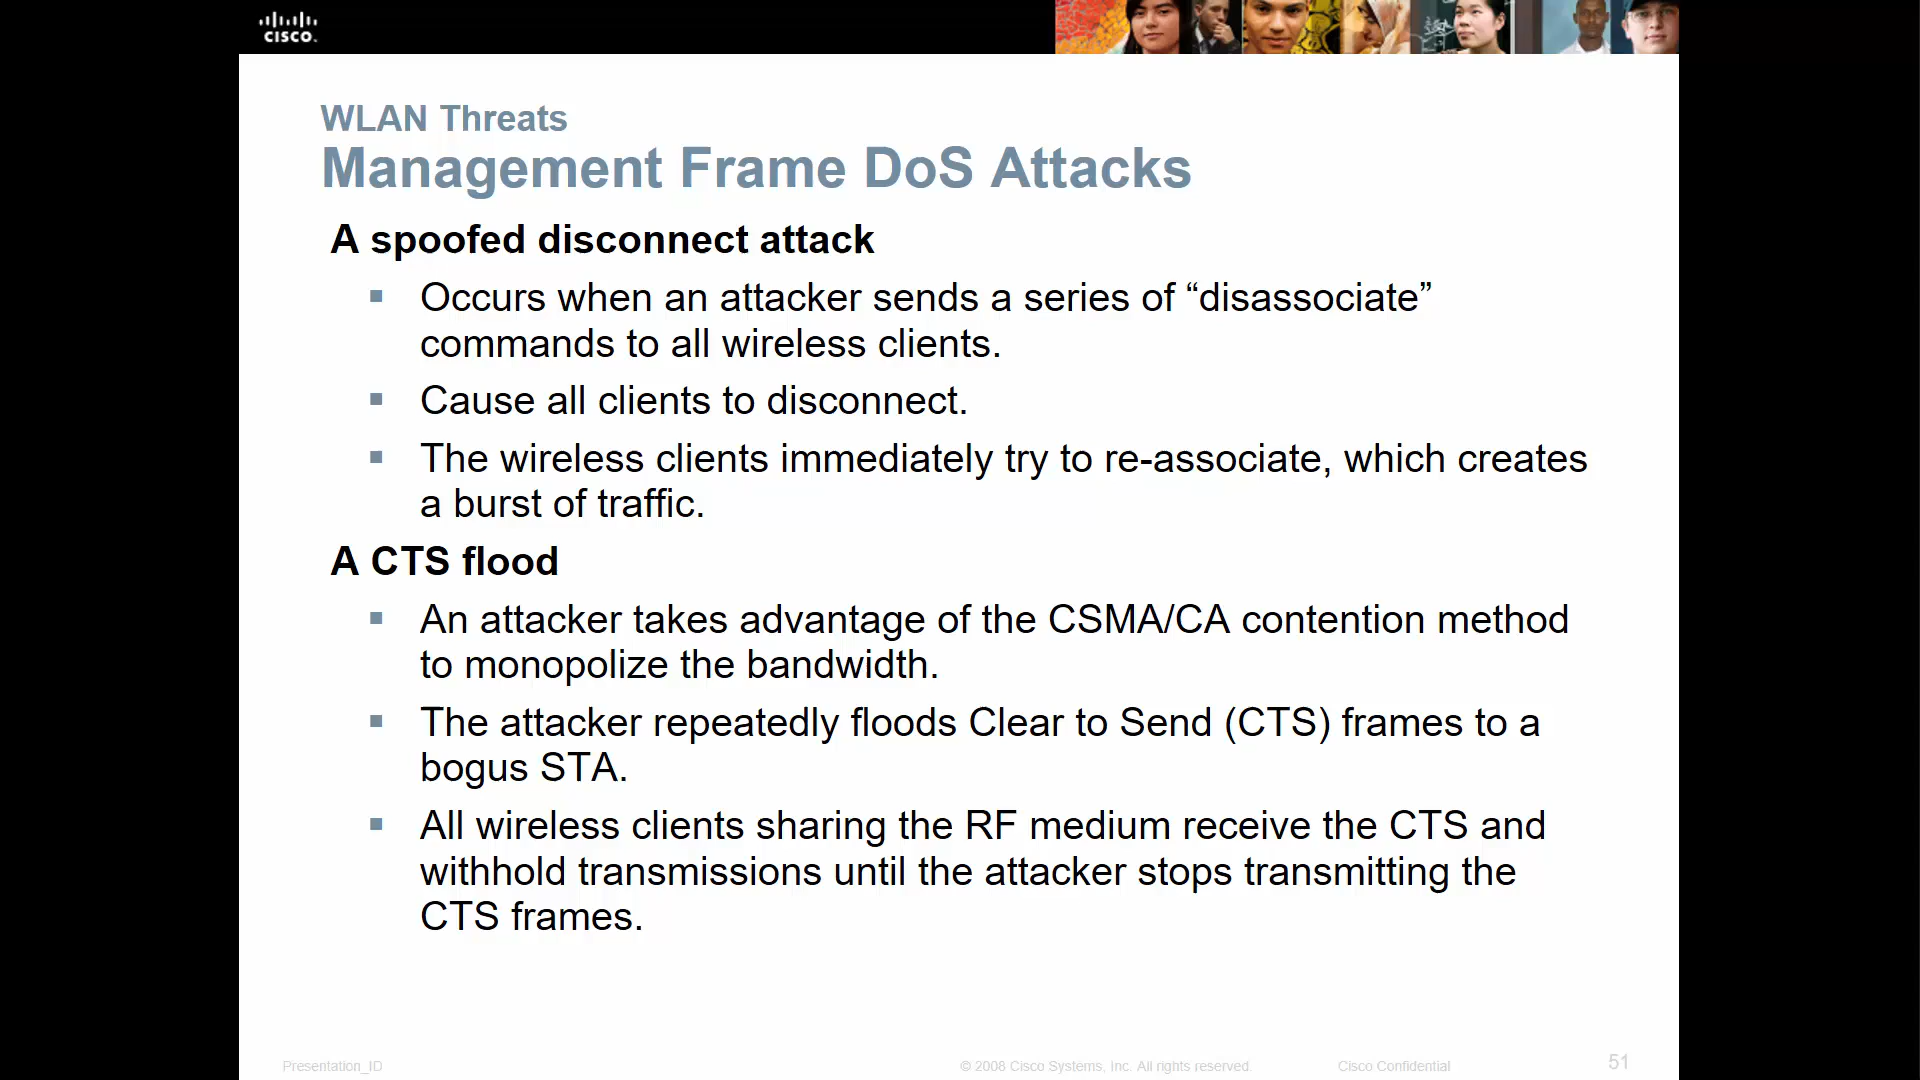 CISCO.
WLAN Threats
Management Frame DoS Attacks
A spoofed disconnect attack
▪ Occurs when an attacker sends a series of “disassociate”
commands to all wireless clients.
▪ Cause all clients to disconnect.
▪ The wireless clients immediately try to re-associate, which creates
a burst of traffic.
A CTS flood
▪ An attacker takes advantage of the CSMA/CA contention method
to monopolize the bandwidth.
▪ The attacker repeatedly floods Clear to Send (CTS) frames to a
bogus STA.
▪ All wireless clients sharing the RF medium receive the CTS and
withhold transmissions until the attacker stops transmitting the
CTS frames.
Presentation_ID © 2008 Cisco Systems, Inc. All rights reserved. Cisco Confidential 51